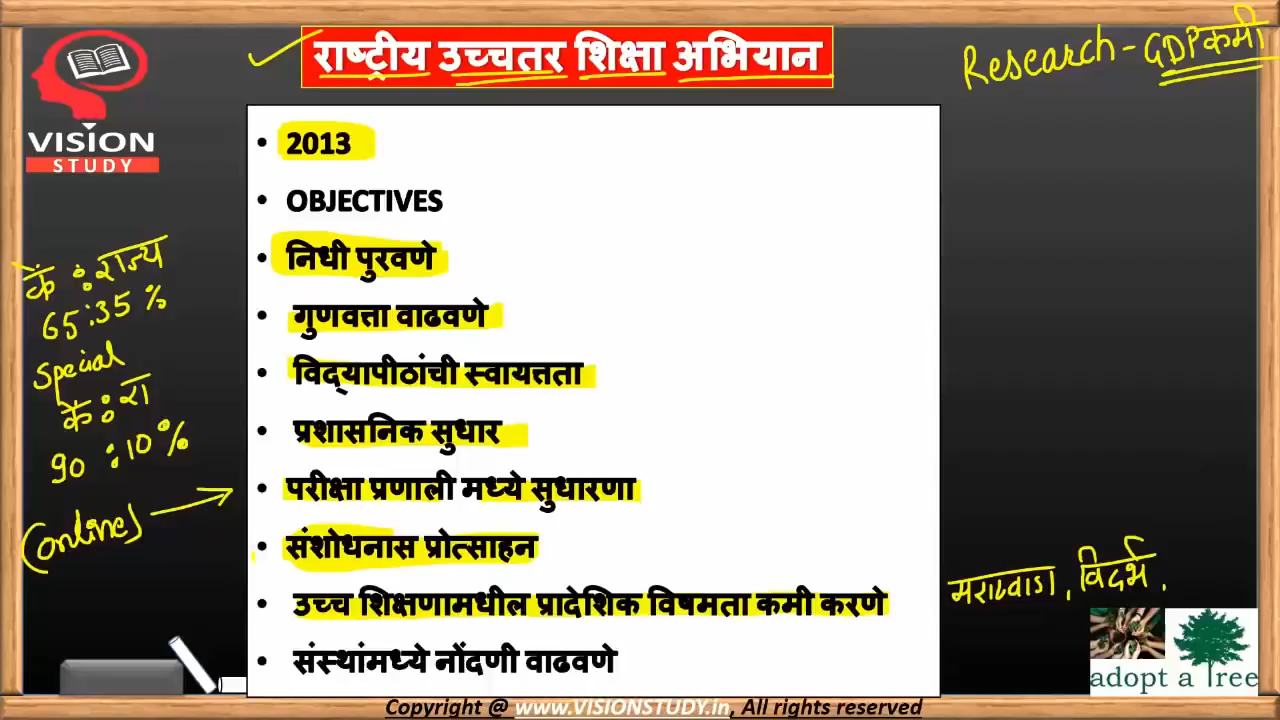 राष्ट्रीय उच्चतर शिक्षा अभियान
Research - GDP कमी
VISION
STUDY
• 2013
• OBJECTIVES
• निधी पुरवणे
• गुणवत्ता वाढवणे
• विद्यापीठांची स्वायत्तता
• प्रशासनिक सुधार
• परीक्षा प्रणाली मध्ये सुधारणा
• संशोधनास प्रोत्साहन
• उच्च शिक्षणामधील प्रादेशिक विषमता कमी करणे
• संस्थांमध्ये नोंदणी वाढवणे
कें : राज्य
65:35 %
Special
कें : रा
90 : 10 %
(online)
मराठवाडा, विदर्भ,
adopt a Tree
Copyright @ www.VISIONSTUDY.in, All rights reserved